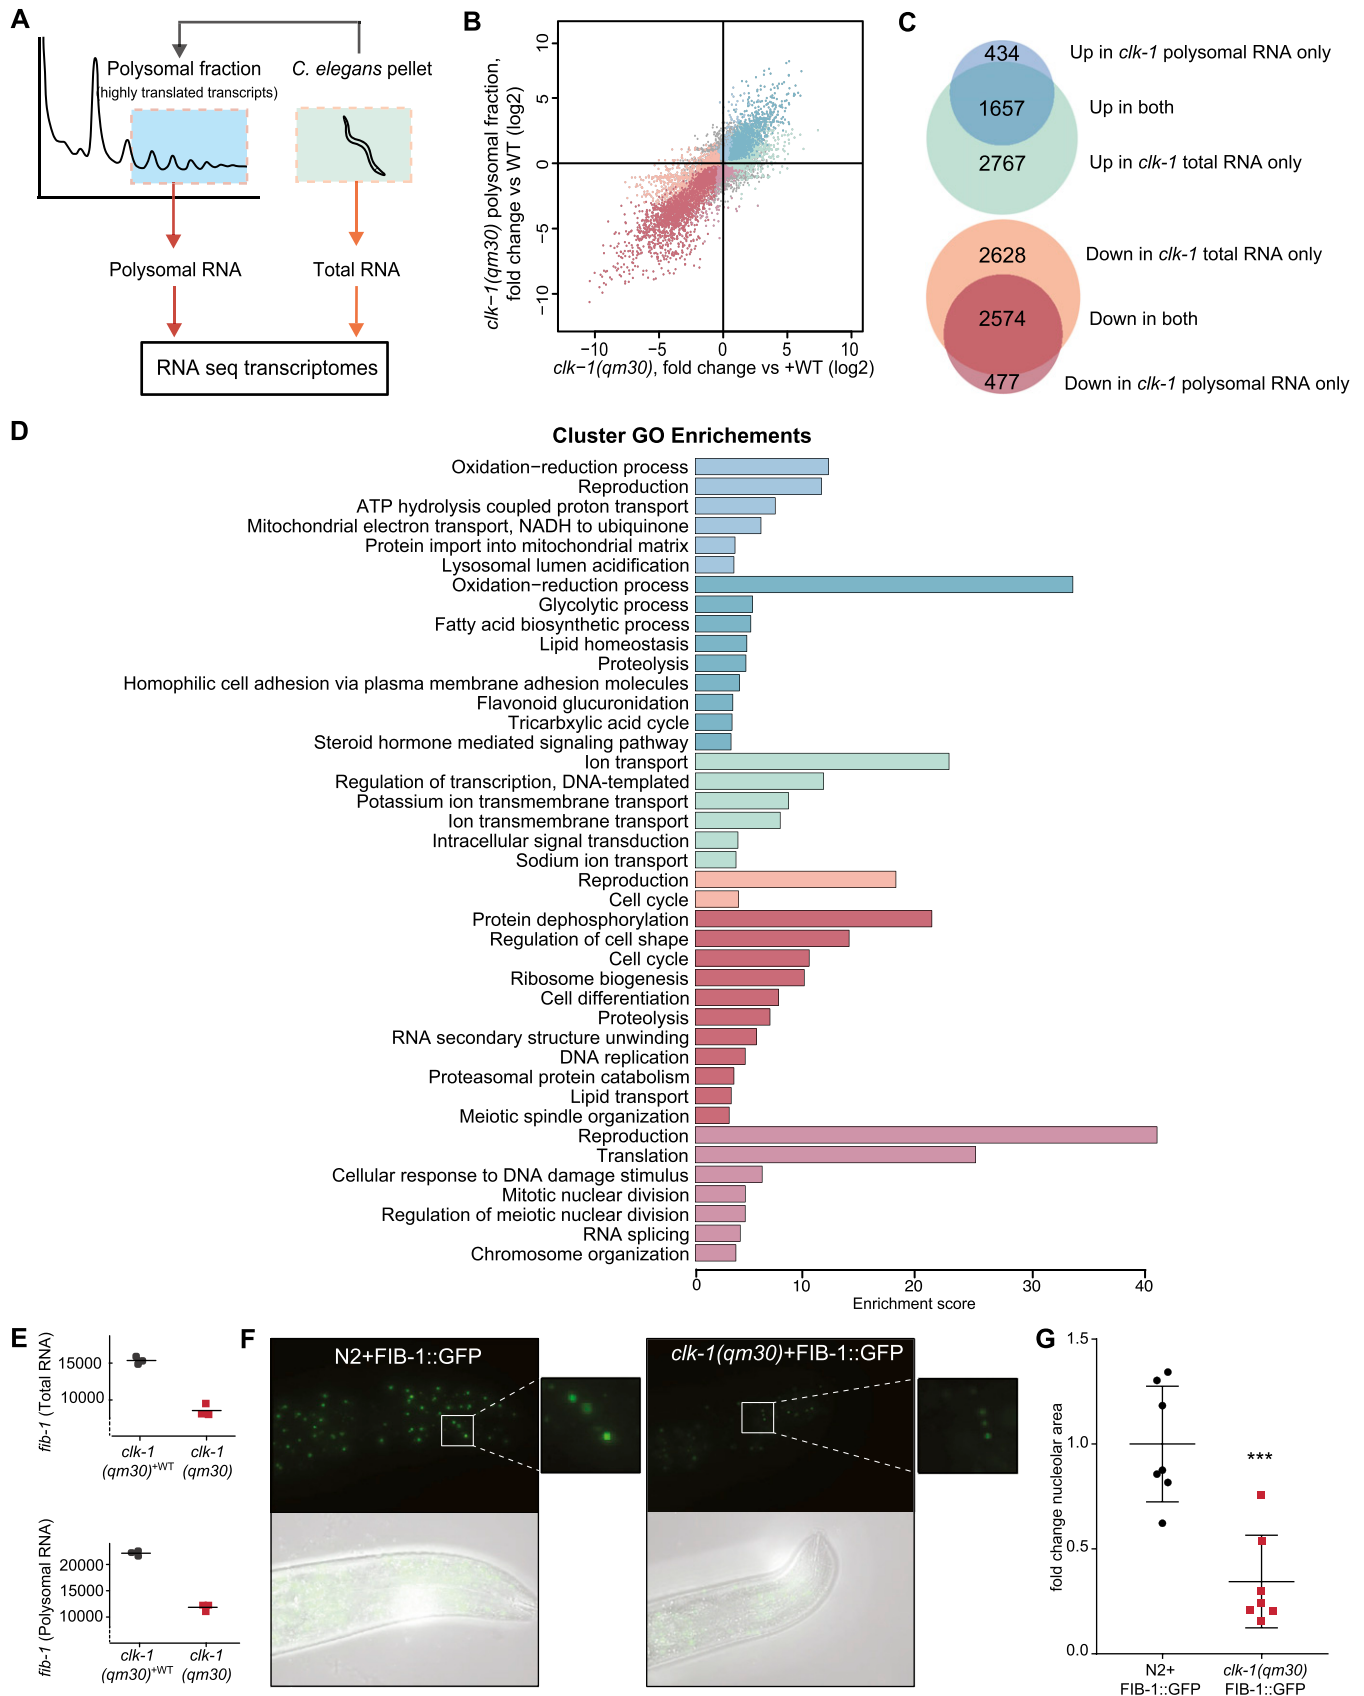 A
Polysomal fraction
(highly translated transcripts)
C. elegans pellet
Polysomal RNA
Total RNA
RNA seq transcriptomes
B
clk−1(qm30) polysomal fraction,
fold change vs WT (log2)
10
5
0
−5
−10
−10 −5 0 5 10
clk−1(qm30), fold change vs +WT (log2)
C
434
Up in clk-1 polysomal RNA only
1657
Up in both
2767
Up in clk-1 total RNA only
2628
Down in clk-1 total RNA only
2574
Down in both
477
Down in clk-1 polysomal RNA only
D
Cluster GO Enrichements
Oxidation−reduction process
Reproduction
ATP hydrolysis coupled proton transport
Mitochondrial electron transport, NADH to ubiquinone
Protein import into mitochondrial matrix
Lysosomal lumen acidification
Oxidation−reduction process
Glycolytic process
Fatty acid biosynthetic process
Lipid homeostasis
Proteolysis
Homophilic cell adhesion via plasma membrane adhesion molecules
Flavonoid glucuronidation
Tricarbxylic acid cycle
Steroid hormone mediated signaling pathway
Ion transport
Regulation of transcription, DNA-templated
Potassium ion transmembrane transport
Ion transmembrane transport
Intracellular signal transduction
Sodium ion transport
Reproduction
Cell cycle
Protein dephosphorylation
Regulation of cell shape
Cell cycle
Ribosome biogenesis
Cell differentiation
Proteolysis
RNA secondary structure unwinding
DNA replication
Proteasomal protein catabolism
Lipid transport
Meiotic spindle organization
Reproduction
Translation
Cellular response to DNA damage stimulus
Mitotic nuclear division
Regulation of meiotic nuclear division
RNA splicing
Chromosome organization
0 10 20 30 40
Enrichment score
E
fib-1 (Total RNA)
15000
10000
clk-1
(qm30)+WT
clk-1
(qm30)
fib-1 (Polysomal RNA)
20000
15000
10000
clk-1
(qm30)+WT
clk-1
(qm30)
F
N2+FIB-1::GFP
clk-1(qm30)+FIB-1::GFP
G
fold change nucleolar area
1.5
1.0
0.5
0.0
***
N2+
FIB-1::GFP
clk-1(qm30)
FIB-1::GFP